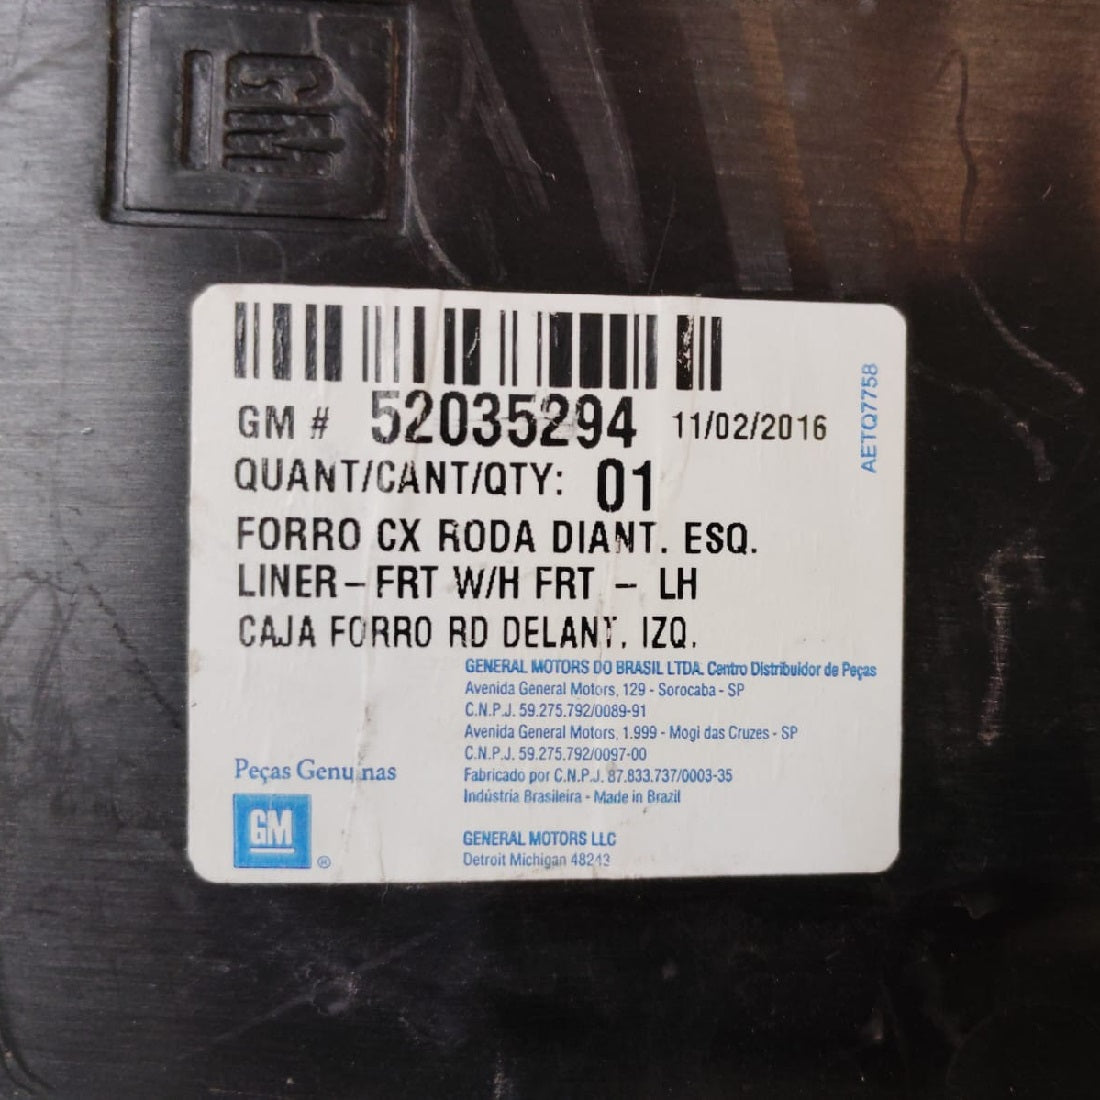 GM
GM # 52035294 11/02/2016
AETQ7758
QUANT/CANT/QTY: 01
FORRO CX RODA DIANT. ESQ.
LINER-FRT W/H FRT - LH
CAJA FORRO RD DELANT. IZQ.
GENERAL MOTORS DO BRASIL LTDA. Centro Distribuidor de Peças
Avenida General Motors, 129 - Sorocaba - SP
C.N.P.J. 59.275.792/0089-91
Avenida General Motors, 1.999 - Mogi das Cruzes - SP
C.N.P.J. 59.275.792/0097-00
Fabricado por C.N.P.J. 87.833.737/0003-35
Indústria Brasileira - Made in Brazil
Peças Genuinas
GM ®
GENERAL MOTORS LLC
Detroit Michigan 48243